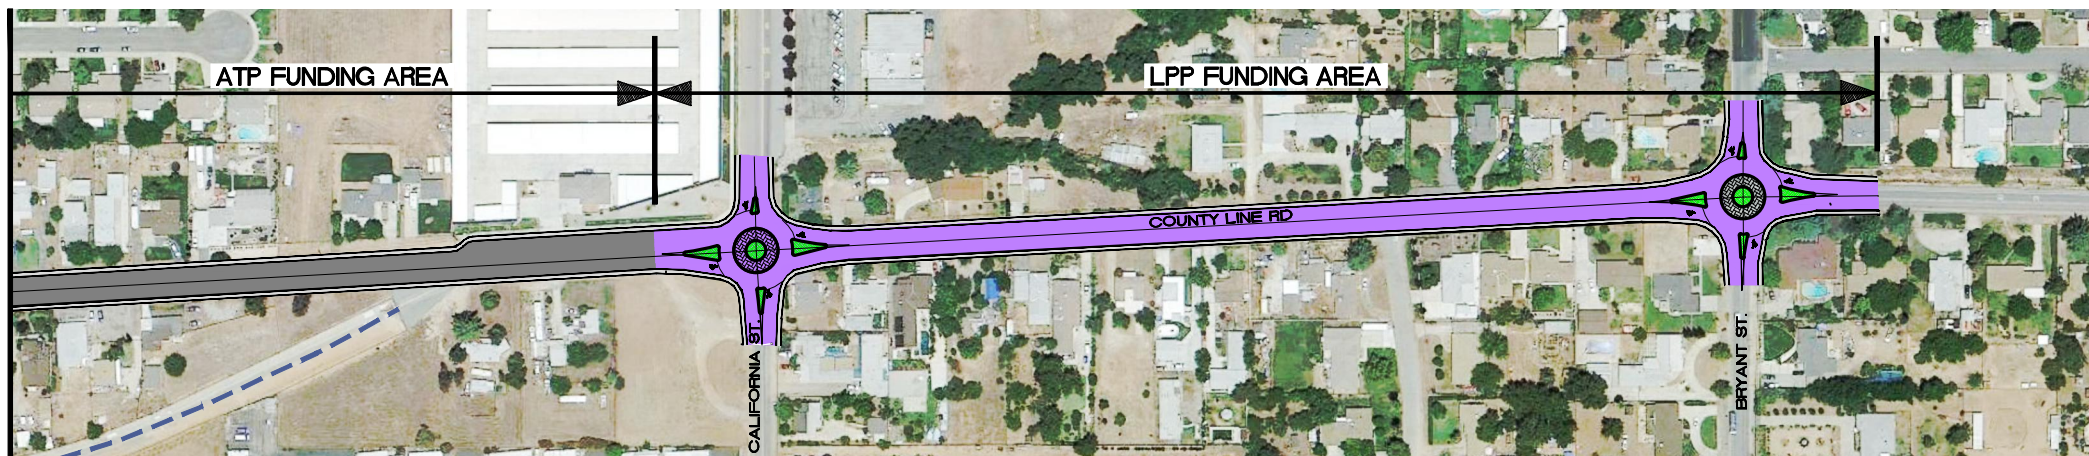 ATP FUNDING AREA
LPP FUNDING AREA
COUNTY LINE RD
CALIFORNIA ST.
BRYANT ST.